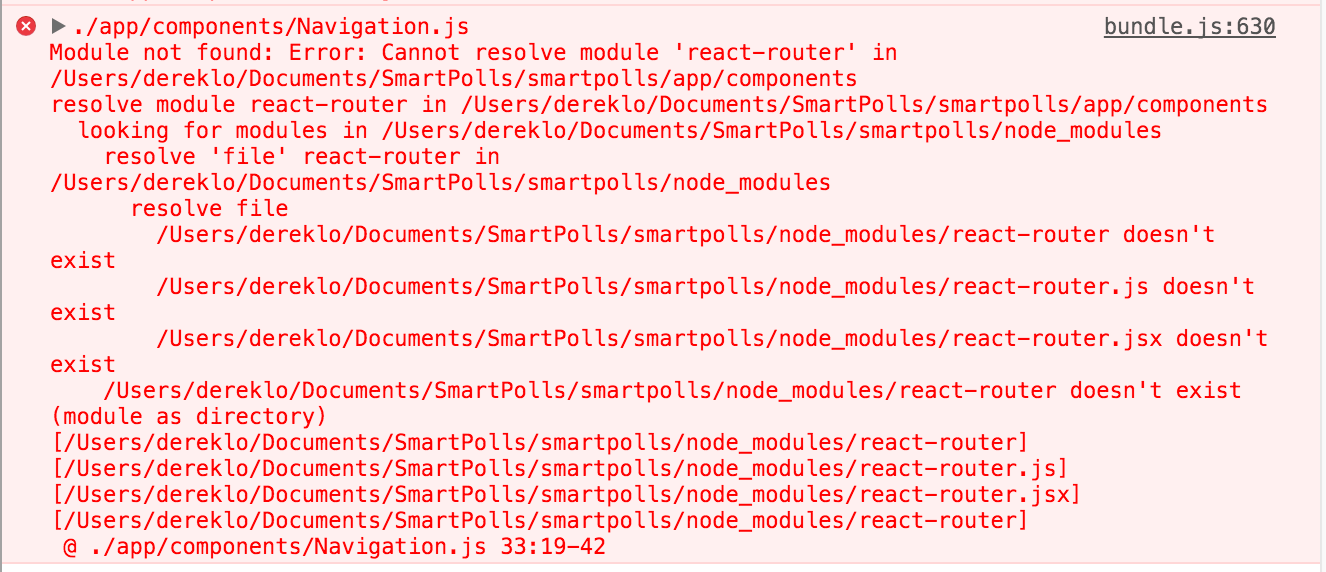 ./app/components/Navigation.js bundle.js:630
Module not found: Error: Cannot resolve module 'react-router' in
/Users/dereklo/Documents/SmartPolls/smartpolls/app/components
resolve module react-router in /Users/dereklo/Documents/SmartPolls/smartpolls/app/components
looking for modules in /Users/dereklo/Documents/SmartPolls/smartpolls/node_modules
resolve 'file' react-router in
/Users/dereklo/Documents/SmartPolls/smartpolls/node_modules
resolve file
/Users/dereklo/Documents/SmartPolls/smartpolls/node_modules/react-router doesn't
exist
/Users/dereklo/Documents/SmartPolls/smartpolls/node_modules/react-router.js doesn't
exist
/Users/dereklo/Documents/SmartPolls/smartpolls/node_modules/react-router.jsx doesn't
exist
/Users/dereklo/Documents/SmartPolls/smartpolls/node_modules/react-router doesn't exist
(module as directory)
[/Users/dereklo/Documents/SmartPolls/smartpolls/node_modules/react-router]
[/Users/dereklo/Documents/SmartPolls/smartpolls/node_modules/react-router.js]
[/Users/dereklo/Documents/SmartPolls/smartpolls/node_modules/react-router.jsx]
[/Users/dereklo/Documents/SmartPolls/smartpolls/node_modules/react-router]
@ ./app/components/Navigation.js 33:19-42